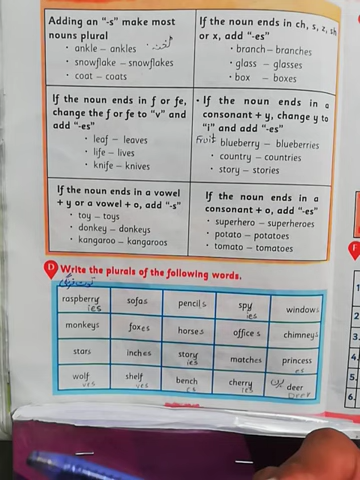 Adding an "-s" make most
nouns plural
• ankle – ankles
• snowflake – snowflakes
• coat – coats
If the noun ends in ch, s, z, sh
or x, add "-es"
• branch – branches
• glass – glasses
• box – boxes
If the noun ends in f or fe,
change the f or fe to "v" and
add "-es"
• leaf – leaves
• life – lives
• knife – knives
• If the noun ends in a
consonant + y, change y to
"i" and add "-es"
Fruit blueberry – blueberries
• country – countries
• story – stories
If the noun ends in a vowel
+ y or a vowel + o, add "-s"
• toy – toys
• donkey – donkeys
• kangaroo – kangaroos
If the noun ends in a
consonant + o, add "-es"
• superhero – superheroes
• potato – potatoes
• tomato – tomatoes
D Write the plurals of the following words.
raspberry sofas pencils spy windows
ies ies
monkeys foxes horses offices chimneys
stars inches story matches princess
ies es
wolf shelf bench cherry deer
ves ves es ies Deer
F
1
2
3.
4.
5.
6.